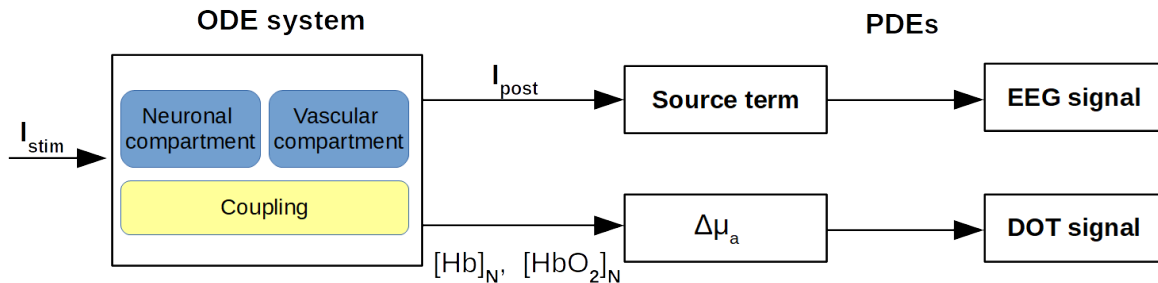 ODE system
PDEs
I_stim
Neuronal
compartment
Vascular
compartment
Coupling
I_post
[Hb]_N, [HbO_2]_N
Source term
EEG signal
Δμ_a
DOT signal